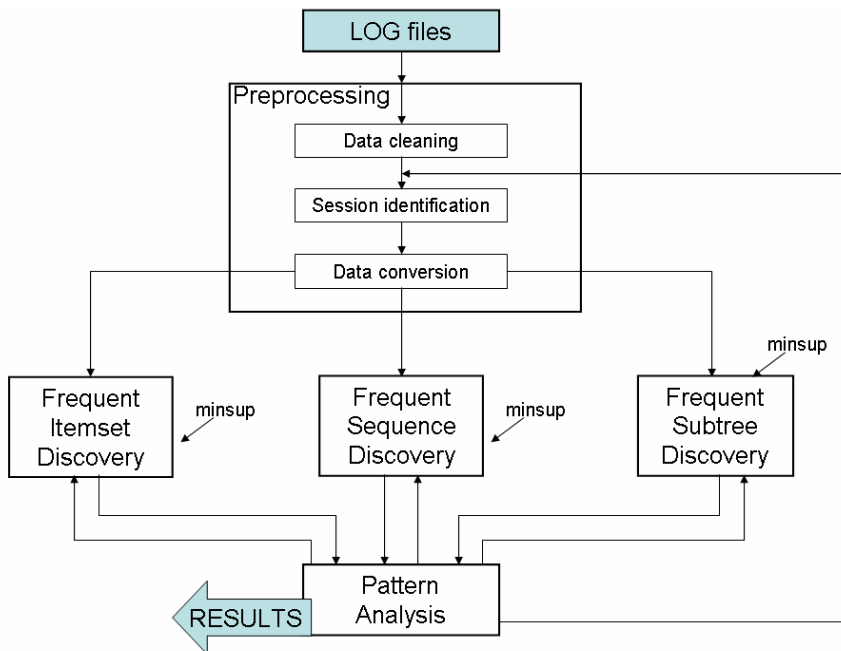 LOG files
Preprocessing
Data cleaning
Session identification
Data conversion
minsup
Frequent
Itemset
Discovery
minsup
Frequent
Sequence
Discovery
minsup
Frequent
Subtree
Discovery
Pattern
Analysis
RESULTS